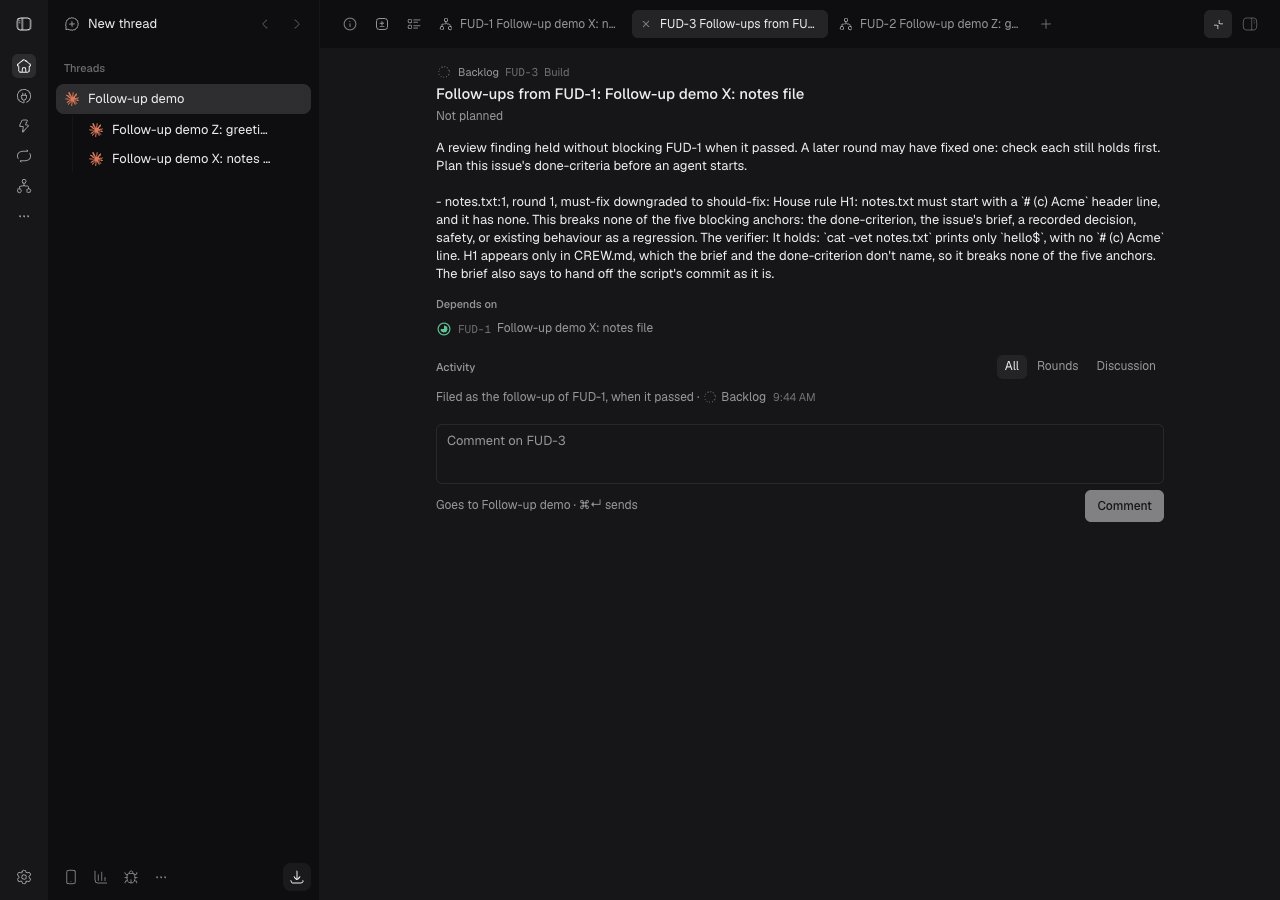 New thread
FUD-1 Follow-up demo X: n...
FUD-3 Follow-ups from FU...
FUD-2 Follow-up demo Z: g...
Threads
Follow-up demo
Follow-up demo Z: greeti...
Follow-up demo X: notes ...
Backlog FUD-3 Build
Follow-ups from FUD-1: Follow-up demo X: notes file
Not planned
A review finding held without blocking FUD-1 when it passed. A later round may have fixed one: check each still holds first.
Plan this issue's done-criteria before an agent starts.
- notes.txt:1, round 1, must-fix downgraded to should-fix: House rule H1: notes.txt must start with a `# (c) Acme` header line,
and it has none. This breaks none of the five blocking anchors: the done-criterion, the issue's brief, a recorded decision,
safety, or existing behaviour as a regression. The verifier: It holds: `cat -vet notes.txt` prints only `hello$`, with no `# (c) Acme`
line. H1 appears only in CREW.md, which the brief and the done-criterion don't name, so it breaks none of the five anchors.
The brief also says to hand off the script's commit as it is.
Depends on
FUD-1 Follow-up demo X: notes file
Activity
All Rounds Discussion
Filed as the follow-up of FUD-1, when it passed · Backlog 9:44 AM
Comment on FUD-3
Goes to Follow-up demo · ⌘↵ sends
Comment